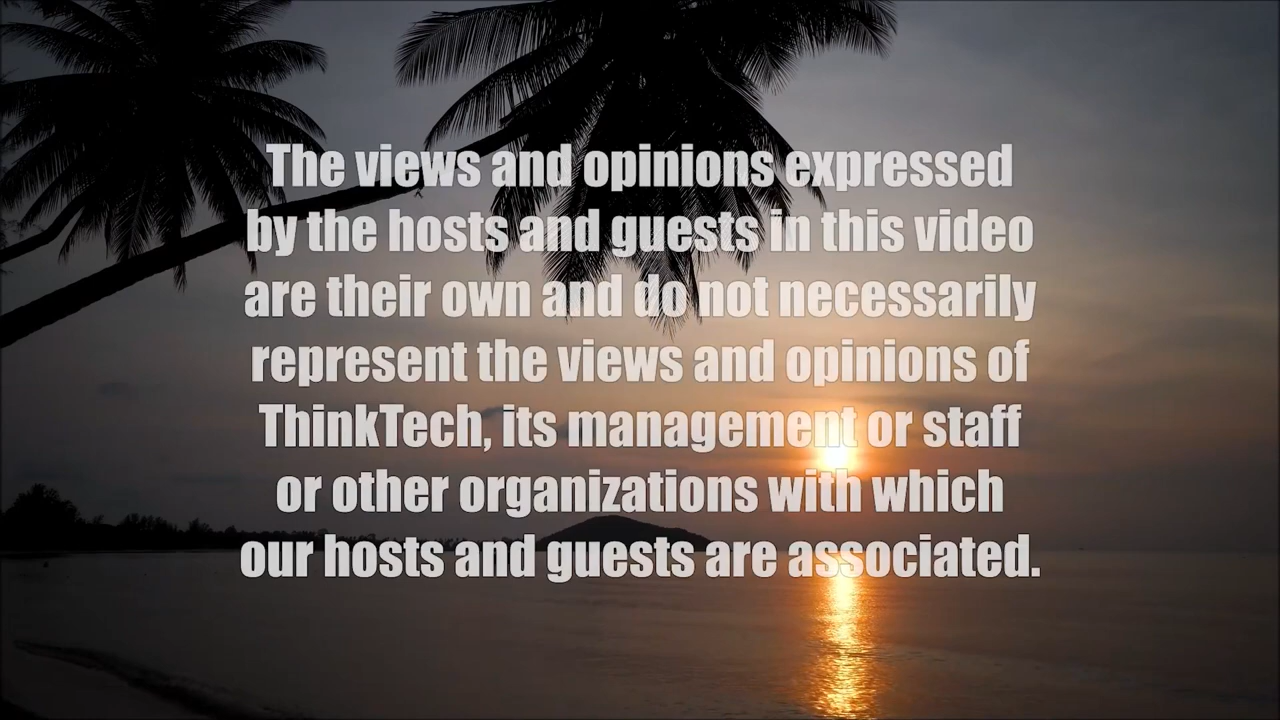 The views and opinions expressed
by the hosts and guests in this video
are their own and do not necessarily
represent the views and opinions of
ThinkTech, its management or staff
or other organizations with which
our hosts and guests are associated.